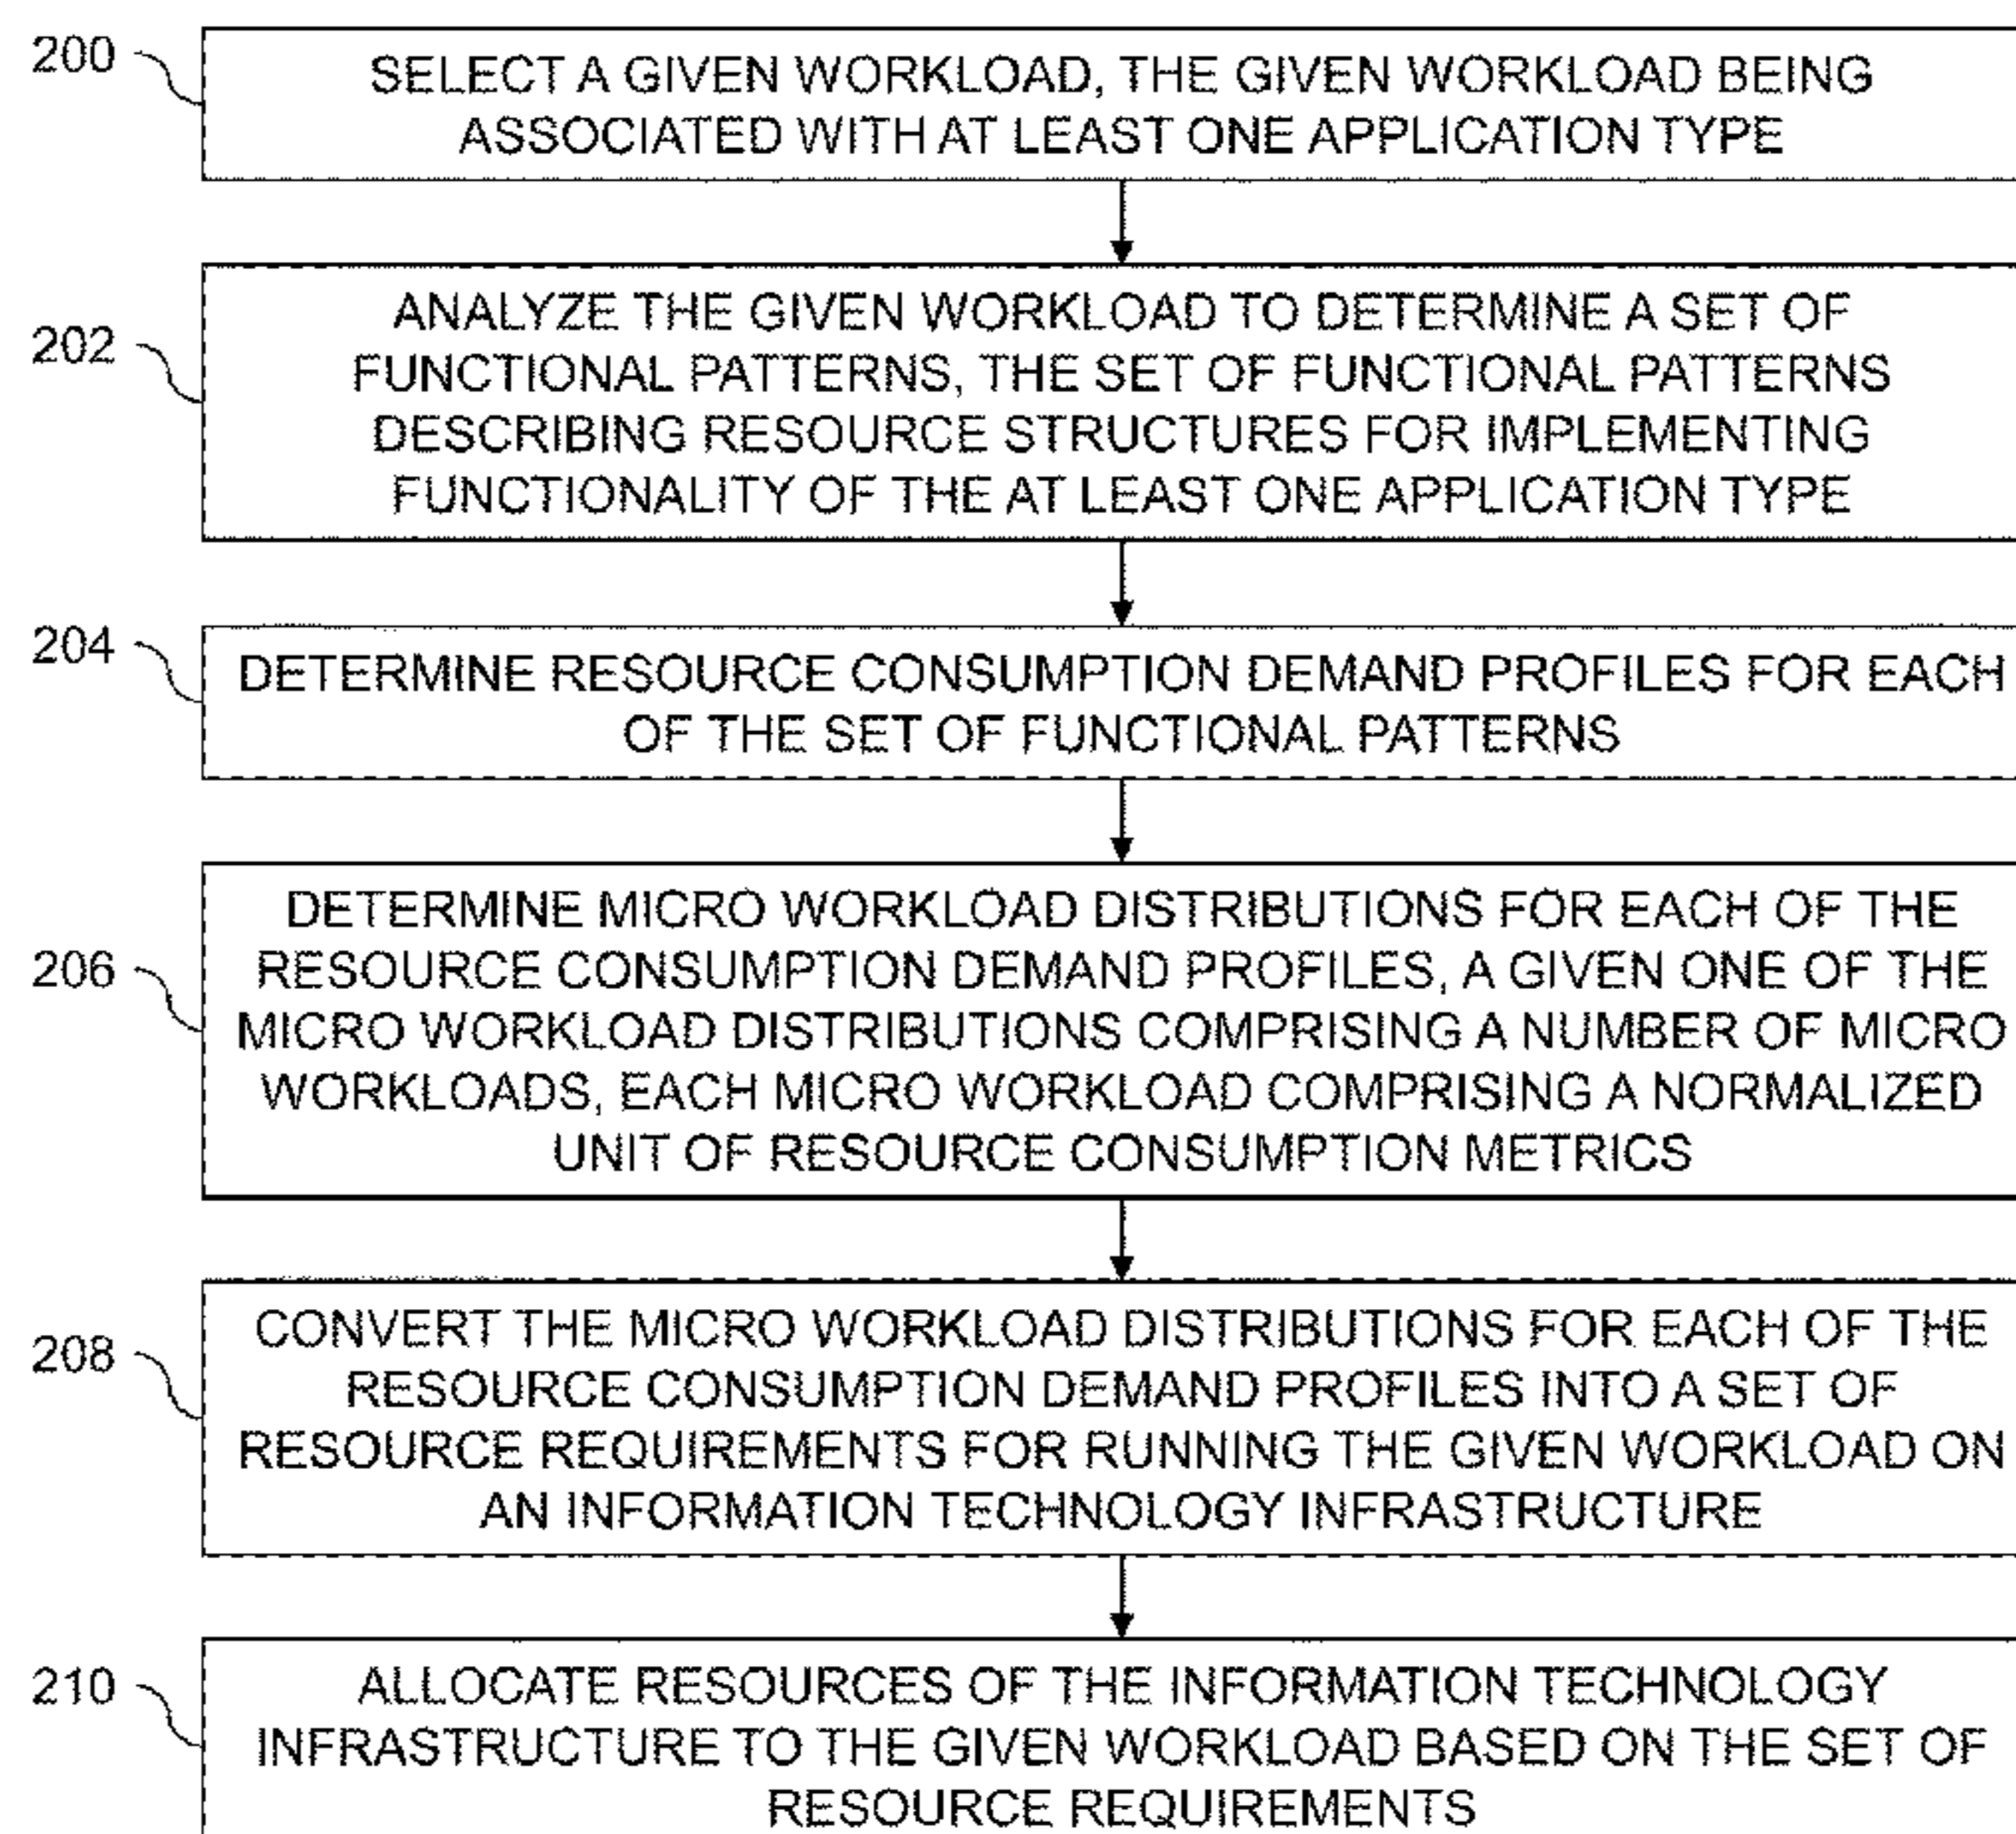 200
SELECT A GIVEN WORKLOAD, THE GIVEN WORKLOAD BEING
ASSOCIATED WITH AT LEAST ONE APPLICATION TYPE
202
ANALYZE THE GIVEN WORKLOAD TO DETERMINE A SET OF
FUNCTIONAL PATTERNS, THE SET OF FUNCTIONAL PATTERNS
DESCRIBING RESOURCE STRUCTURES FOR IMPLEMENTING
FUNCTIONALITY OF THE AT LEAST ONE APPLICATION TYPE
204
DETERMINE RESOURCE CONSUMPTION DEMAND PROFILES FOR EACH
OF THE SET OF FUNCTIONAL PATTERNS
206
DETERMINE MICRO WORKLOAD DISTRIBUTIONS FOR EACH OF THE
RESOURCE CONSUMPTION DEMAND PROFILES, A GIVEN ONE OF THE
MICRO WORKLOAD DISTRIBUTIONS COMPRISING A NUMBER OF MICRO
WORKLOADS, EACH MICRO WORKLOAD COMPRISING A NORMALIZED
UNIT OF RESOURCE CONSUMPTION METRICS
208
CONVERT THE MICRO WORKLOAD DISTRIBUTIONS FOR EACH OF THE
RESOURCE CONSUMPTION DEMAND PROFILES INTO A SET OF
RESOURCE REQUIREMENTS FOR RUNNING THE GIVEN WORKLOAD ON
AN INFORMATION TECHNOLOGY INFRASTRUCTURE
210
ALLOCATE RESOURCES OF THE INFORMATION TECHNOLOGY
INFRASTRUCTURE TO THE GIVEN WORKLOAD BASED ON THE SET OF
RESOURCE REQUIREMENTS